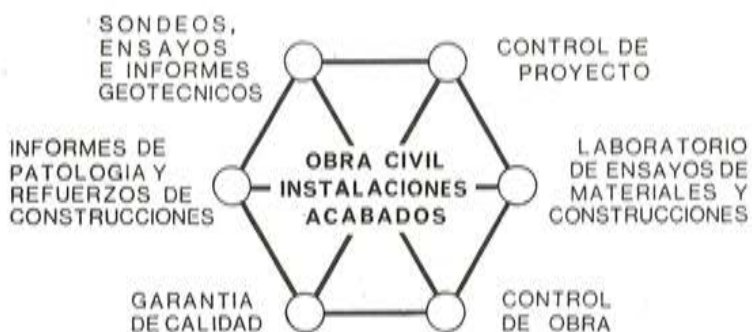 SONDEOS,
ENSAYOS
E INFORMES
GEOTECNICOS
CONTROL DE
PROYECTO
INFORMES DE
PATOLOGIA Y
REFUERZOS DE
CONSTRUCCIONES
OBRA CIVIL
INSTALACIONES
ACABADOS
LABORATORIO
DE ENSAYOS DE
MATERIALES Y
CONSTRUCCIONES
GARANTIA
DE CALIDAD
CONTROL
DE OBRA